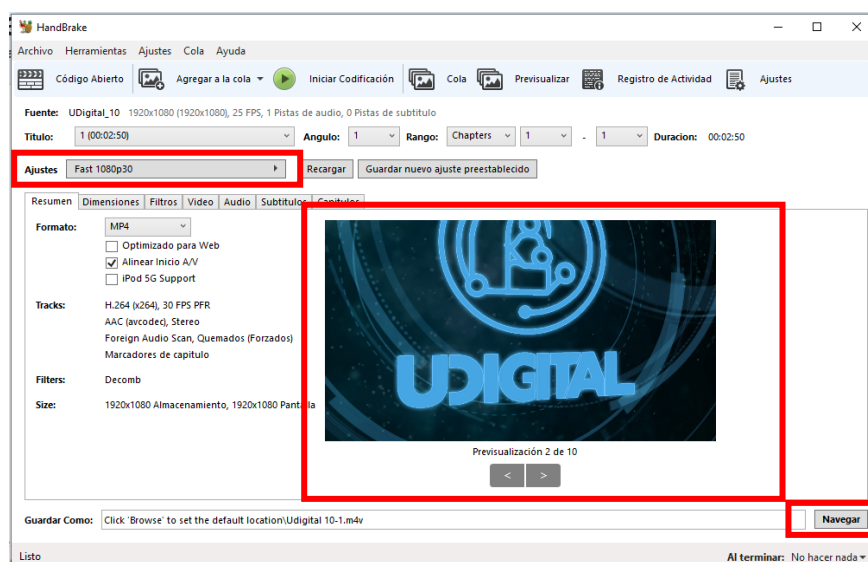 HandBrake
Archivo Herramientas Ajustes Cola Ayuda
Código Abierto Agregar a la cola Iniciar Codificación Cola Previsualizar Registro de Actividad Ajustes
Fuente: UDigital_10 1920x1080 (1920x1080), 25 FPS, 1 Pistas de audio, 0 Pistas de subtitulo
Titulo: 1 (00:02:50) Angulo: 1 Rango: Chapters 1 - 1 Duracion: 00:02:50
Ajustes Fast 1080p30 Recargar Guardar nuevo ajuste preestablecido
Resumen Dimensiones Filtros Video Audio Subtitulos Capitulos
Formato: MP4
Optimizado para Web
Alinear Inicio A/V
iPod 5G Support
Tracks: H.264 (x264), 30 FPS PFR
AAC (avcodec), Stereo
Foreign Audio Scan, Quemados (Forzados)
Marcadores de capitulo
Filters: Decomb
Size: 1920x1080 Almacenamiento, 1920x1080 Pantalla
UDIGITAL
Previsualización 2 de 10
< >
Guardar Como: Click 'Browse' to set the default location\Udigital 10-1.m4v Navegar
Listo Al terminar: No hacer nada